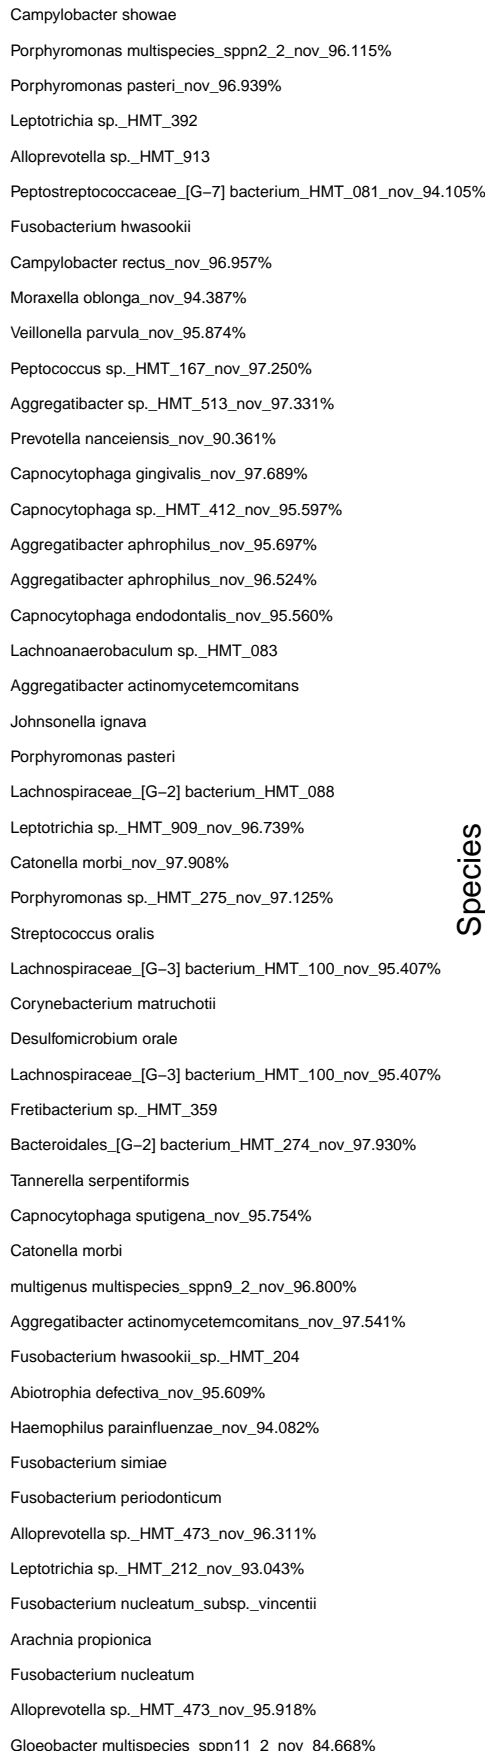 Campylobacter showae
Porphyromonas multispecies_sppn2_2_nov_96.115%
Porphyromonas pasteri_nov_96.939%
Leptotrichia sp._HMT_392
Alloprevotella sp._HMT_913
Peptostreptococcaceae_[G−7] bacterium_HMT_081_nov_94.105%
Fusobacterium hwasookii
Campylobacter rectus_nov_96.957%
Moraxella oblonga_nov_94.387%
Veillonella parvula_nov_95.874%
Peptococcus sp._HMT_167_nov_97.250%
Aggregatibacter sp._HMT_513_nov_97.331%
Prevotella nanceiensis_nov_90.361%
Capnocytophaga gingivalis_nov_97.689%
Capnocytophaga sp._HMT_412_nov_95.597%
Aggregatibacter aphrophilus_nov_95.697%
Aggregatibacter aphrophilus_nov_96.524%
Capnocytophaga endodontalis_nov_95.560%
Lachnoanaerobaculum sp._HMT_083
Aggregatibacter actinomycetemcomitans
Johnsonella ignava
Porphyromonas pasteri
Lachnospiraceae_[G−2] bacterium_HMT_088
Leptotrichia sp._HMT_909_nov_96.739%
Catonella morbi_nov_97.908%
Porphyromonas sp._HMT_275_nov_97.125%
Streptococcus oralis
Lachnospiraceae_[G−3] bacterium_HMT_100_nov_95.407%
Corynebacterium matruchotii
Desulfomicrobium orale
Lachnospiraceae_[G−3] bacterium_HMT_100_nov_95.407%
Fretibacterium sp._HMT_359
Bacteroidales_[G−2] bacterium_HMT_274_nov_97.930%
Tannerella serpentiformis
Capnocytophaga sputigena_nov_95.754%
Catonella morbi
multigenus multispecies_sppn9_2_nov_96.800%
Aggregatibacter actinomycetemcomitans_nov_97.541%
Fusobacterium hwasookii_sp._HMT_204
Abiotrophia defectiva_nov_95.609%
Haemophilus parainfluenzae_nov_94.082%
Fusobacterium simiae
Fusobacterium periodonticum
Alloprevotella sp._HMT_473_nov_96.311%
Leptotrichia sp._HMT_212_nov_93.043%
Fusobacterium nucleatum_subsp._vincentii
Arachnia propionica
Fusobacterium nucleatum
Alloprevotella sp._HMT_473_nov_95.918%
Gloeobacter multispecies_sppn11_2_nov_84.668%
Species